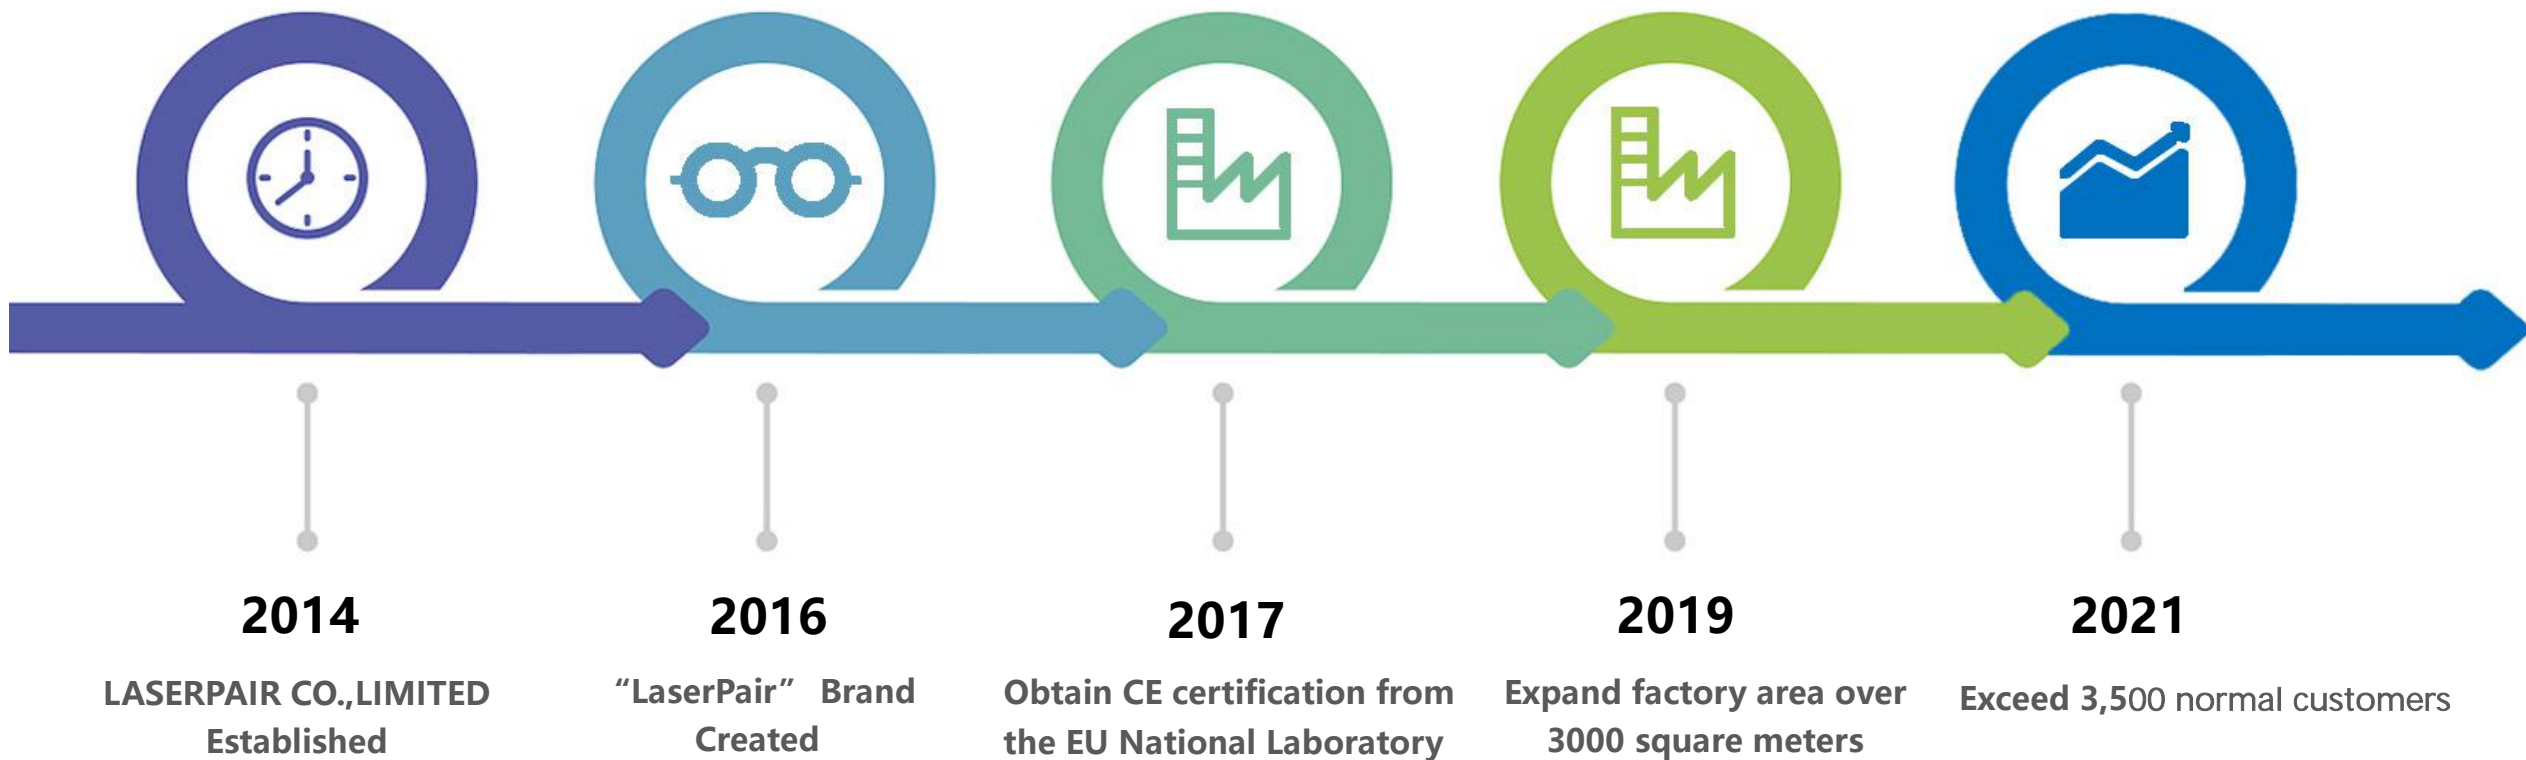 2014
LASERPAIR CO.,LIMITED
Established
2016
“LaserPair” Brand
Created
2017
Obtain CE certification from
the EU National Laboratory
2019
Expand factory area over
3000 square meters
2021
Exceed 3,500 normal customers